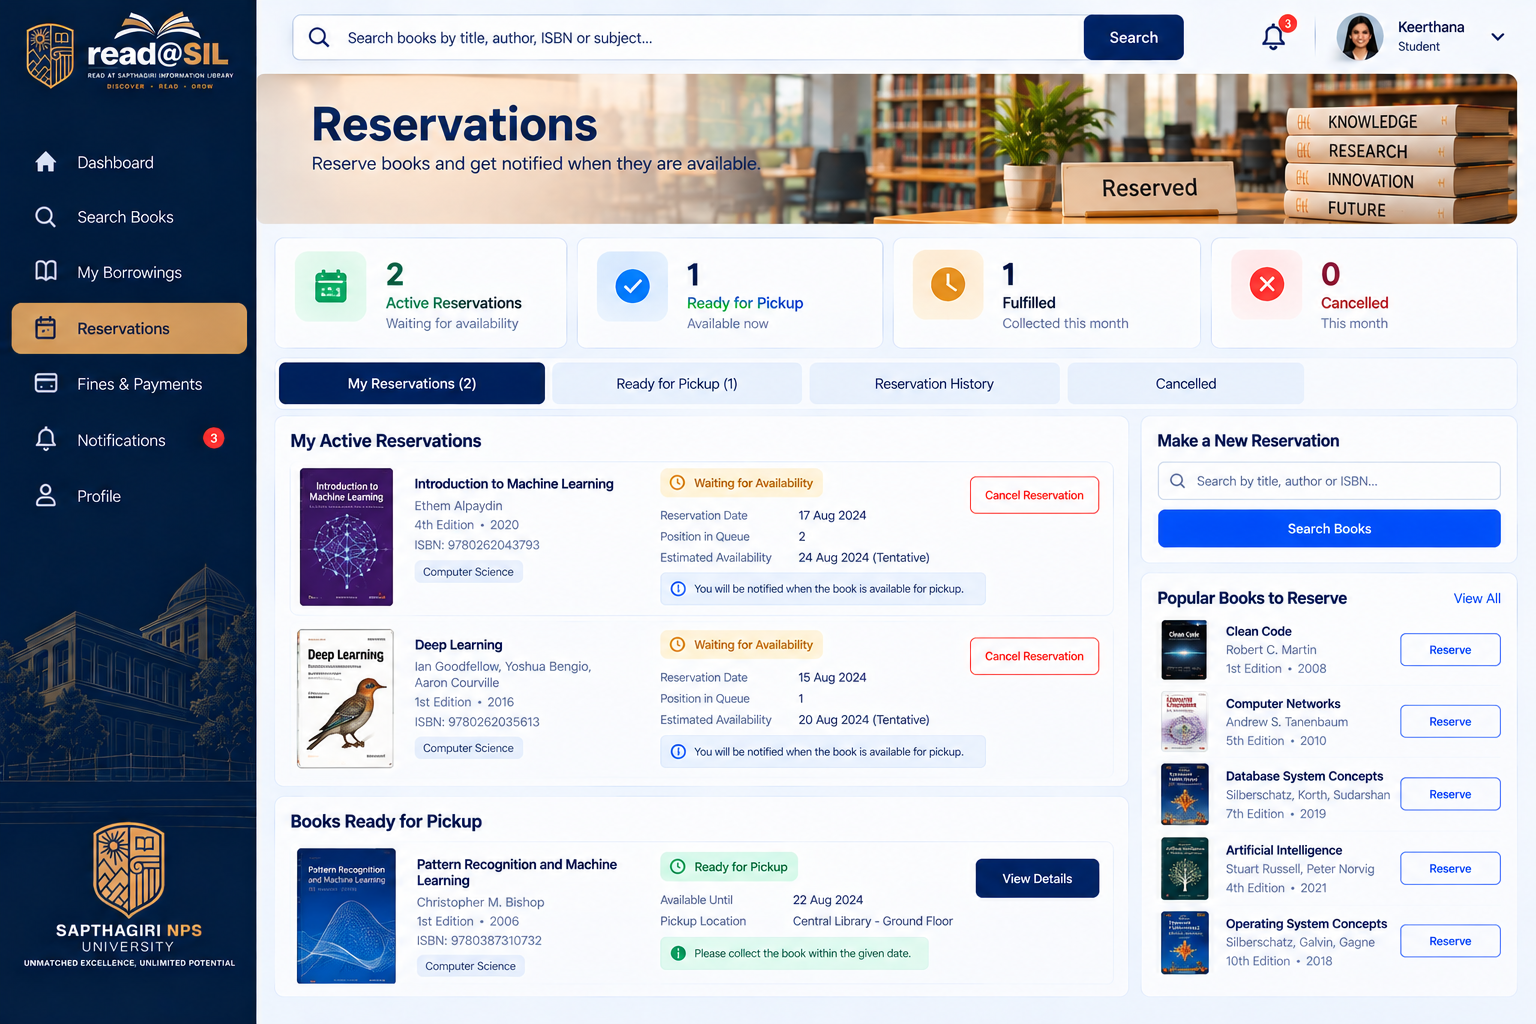 read@SIL
READ AT SAPTHAGIRI INFORMATION LIBRARY
DISCOVER • READ • GROW
Dashboard
Search Books
My Borrowings
Reservations
Fines & Payments
Notifications
3
Profile
SAPTHAGIRI NPS
UNIVERSITY
UNMATCHED EXCELLENCE, UNLIMITED POTENTIAL
Search books by title, author, ISBN or subject...
Search
3
Keerthana
Student
Reservations
Reserve books and get notified when they are available.
Reserved
KNOWLEDGE
RESEARCH
INNOVATION
FUTURE
2
Active Reservations
Waiting for availability
1
Ready for Pickup
Available now
1
Fulfilled
Collected this month
0
Cancelled
This month
My Reservations (2)
Ready for Pickup (1)
Reservation History
Cancelled
My Active Reservations
Introduction to
Machine Learning
Introduction to Machine Learning
Ethem Alpaydin
4th Edition • 2020
ISBN: 9780262043793
Computer Science
Waiting for Availability
Reservation Date 17 Aug 2024
Position in Queue 2
Estimated Availability 24 Aug 2024 (Tentative)
You will be notified when the book is available for pickup.
Cancel Reservation
Deep Learning
Deep Learning
Ian Goodfellow, Yoshua Bengio,
Aaron Courville
1st Edition • 2016
ISBN: 9780262035613
Computer Science
Waiting for Availability
Reservation Date 15 Aug 2024
Position in Queue 1
Estimated Availability 20 Aug 2024 (Tentative)
You will be notified when the book is available for pickup.
Cancel Reservation
Books Ready for Pickup
Pattern Recognition
and Machine Learning
Pattern Recognition and Machine
Learning
Christopher M. Bishop
1st Edition • 2006
ISBN: 9780387310732
Computer Science
Ready for Pickup
Available Until 22 Aug 2024
Pickup Location Central Library - Ground Floor
Please collect the book within the given date.
View Details
Make a New Reservation
Search by title, author or ISBN...
Search Books
Popular Books to Reserve
View All
Clean Code
Clean Code
Robert C. Martin
1st Edition • 2008
Reserve
Computer Networks
Andrew S. Tanenbaum
5th Edition • 2010
Reserve
Database System Concepts
Silberschatz, Korth, Sudarshan
7th Edition • 2019
Reserve
Artificial Intelligence
Stuart Russell, Peter Norvig
4th Edition • 2021
Reserve
Operating System Concepts
Silberschatz, Galvin, Gagne
10th Edition • 2018
Reserve